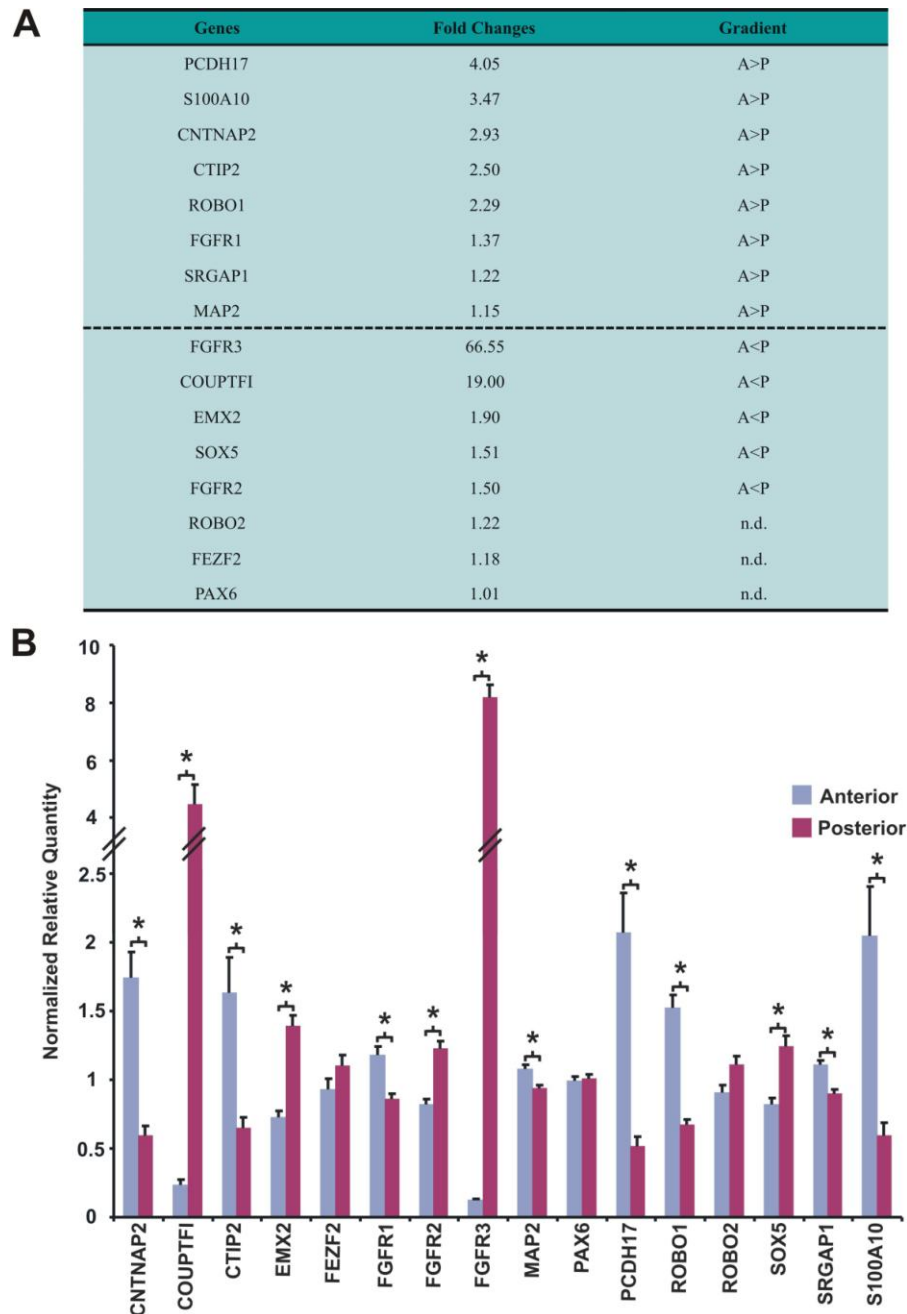 A
Genes Fold Changes Gradient
PCDH17 4.05 A>P
S100A10 3.47 A>P
CNTNAP2 2.93 A>P
CTIP2 2.50 A>P
ROBO1 2.29 A>P
FGFR1 1.37 A>P
SRGAP1 1.22 A>P
MAP2 1.15 A>P
FGFR3 66.55 A<P
COUPTFI 19.00 A<P
EMX2 1.90 A<P
SOX5 1.51 A<P
FGFR2 1.50 A<P
ROBO2 1.22 n.d.
FEZF2 1.18 n.d.
PAX6 1.01 n.d.
B
Normalized Relative Quantity
10
8
6
4
2.5
2
1.5
1
0.5
0
* * * * * * * * * * * * *
Anterior
Posterior
CNTNAP2
COUPTFI
CTIP2
EMX2
FEZF2
FGFR1
FGFR2
FGFR3
MAP2
PAX6
PCDH17
ROBO1
ROBO2
SOX5
SRGAP1
S100A10